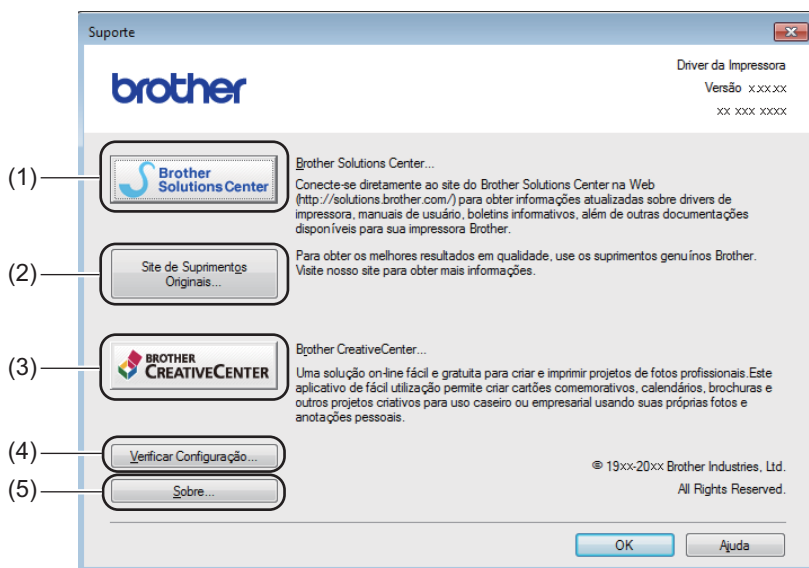 Suporte
brother
Driver da Impressora
Versão x.xx.xx
xx xxx xxxx
(1)
Brother
Solutions Center
Brother Solutions Center...
Conecte-se diretamente ao site do Brother Solutions Center na Web
(http://solutions.brother.com/) para obter informações atualizadas sobre drivers de
impressora, manuais de usuário, boletins informativos, além de outras documentações
disponíveis para sua impressora Brother.
(2)
Site de Suprimentos
Originais...
Para obter os melhores resultados em qualidade, use os suprimentos genuínos Brother.
Visite nosso site para obter mais informações.
(3)
BROTHER
CREATIVECENTER
Brother CreativeCenter...
Uma solução on-line fácil e gratuita para criar e imprimir projetos de fotos profissionais.Este
aplicativo de fácil utilização permite criar cartões comemorativos, calendários, brochuras e
outros projetos criativos para uso caseiro ou empresarial usando suas próprias fotos e
anotações pessoais.
(4)
Verificar Configuração...
(5)
Sobre...
© 19xx-20xx Brother Industries, Ltd.
All Rights Reserved.
OK
Ajuda